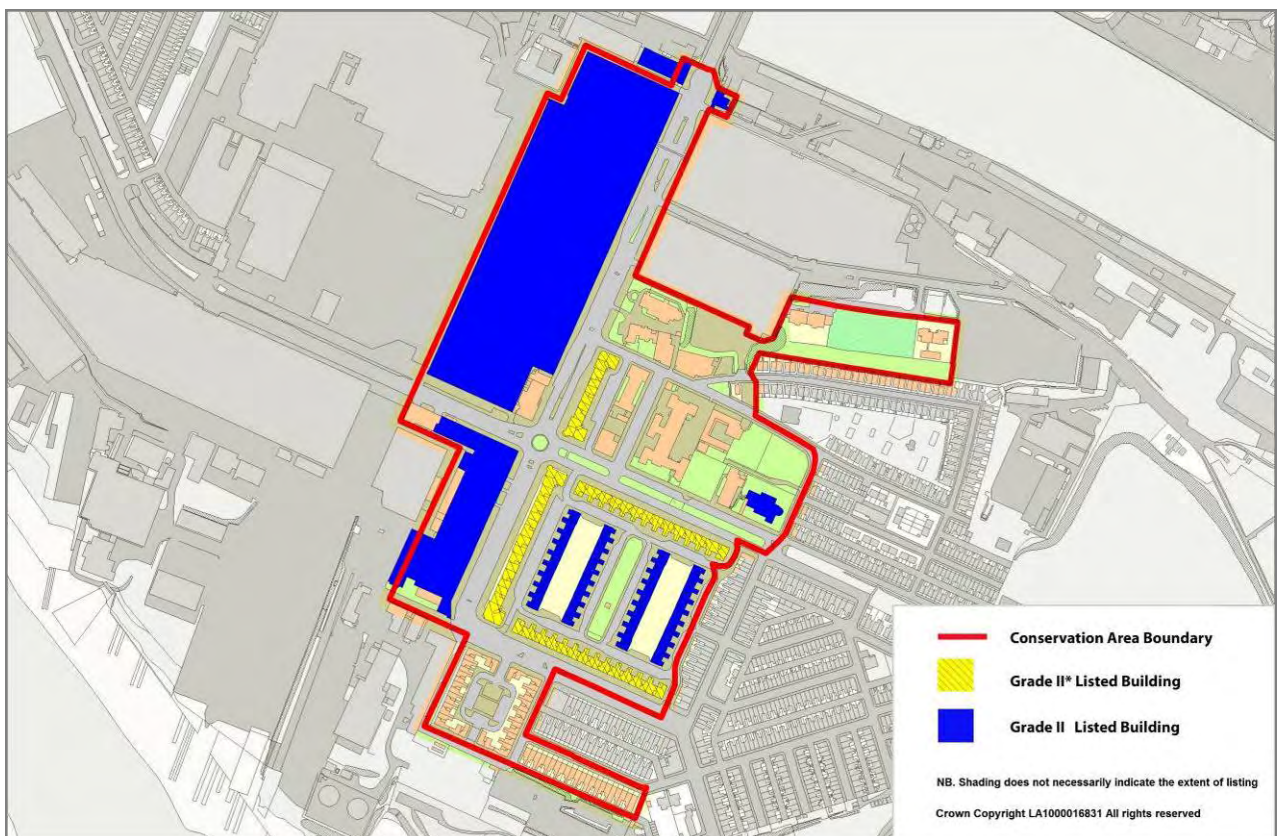 Conservation Area Boundary
Grade II* Listed Building
Grade II Listed Building
NB. Shading does not necessarily indicate the extent of listing
Crown Copyright LA1000016831 All rights reserved